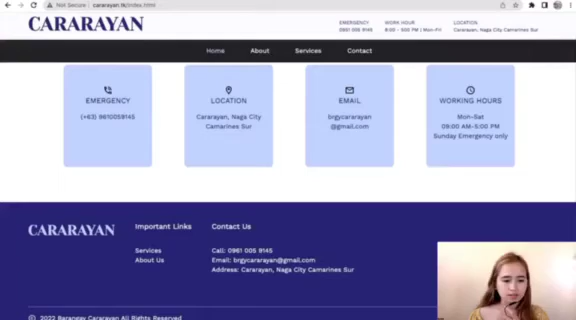 Not Secure | cararayan.tk/index.html
CARARAYAN
EMERGENCY
0961 005 9145
WORK HOUR
8:00 - 5:00 PM | Mon-Fri
LOCATION
Cararayan, Naga City Camarines Sur
Home
About
Services
Contact
EMERGENCY
(+63) 9610059145
LOCATION
Cararayan, Naga City
Camarines Sur
EMAIL
brgycararayan
@gmail.com
WORKING HOURS
Mon-Sat
08:00 AM-5:00 PM
Sunday Emergency only
CARARAYAN
Important Links
Services
About Us
Contact Us
Call: 0961 005 9145
Email: brgycararayan@gmail.com
Address: Cararayan, Naga City Camarines Sur
2022 Barangay Cararayan All Rights Reserved